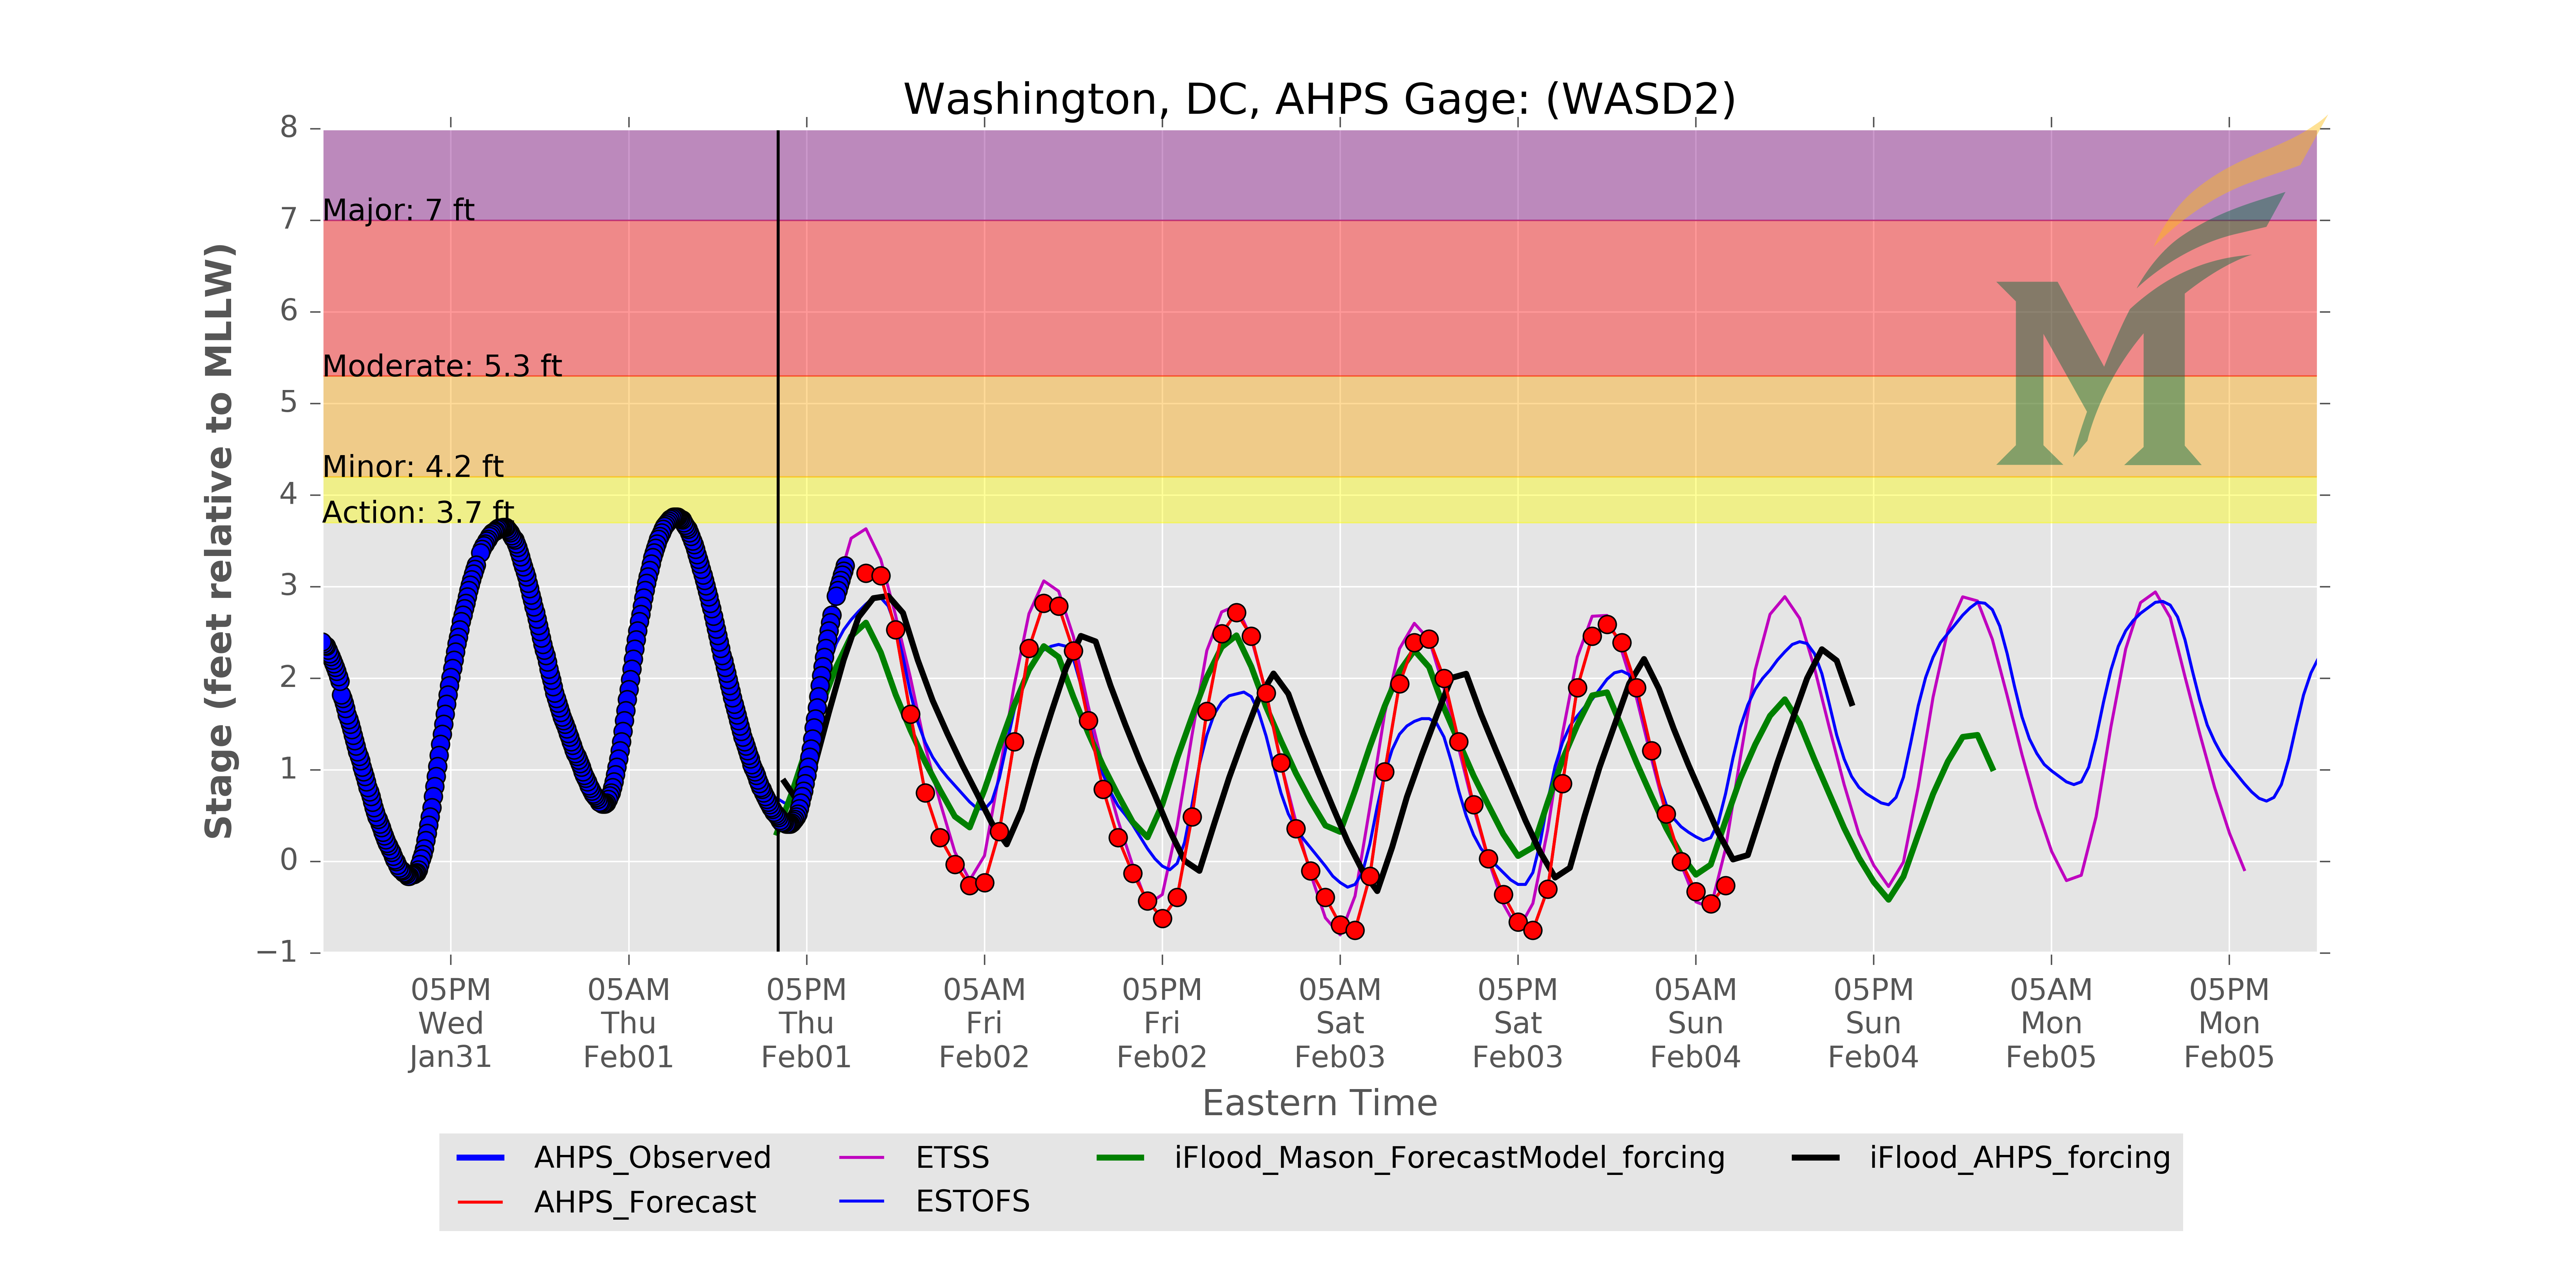 Washington, DC, AHPS Gage: (WASD2)
8
7
6
5
4
3
2
1
0
−1
Stage (feet relative to MLLW)
Major: 7 ft
Moderate: 5.3 ft
Minor: 4.2 ft
Action: 3.7 ft
M
05PM 05AM 05PM 05AM 05PM 05AM 05PM 05AM 05PM 05AM 05PM
Wed Thu Thu Fri Fri Sat Sat Sun Sun Mon Mon
Jan31 Feb01 Feb01 Feb02 Feb02 Feb03 Feb03 Feb04 Feb04 Feb05 Feb05
Eastern Time
AHPS_Observed ETSS iFlood_Mason_ForecastModel_forcing iFlood_AHPS_forcing
AHPS_Forecast ESTOFS